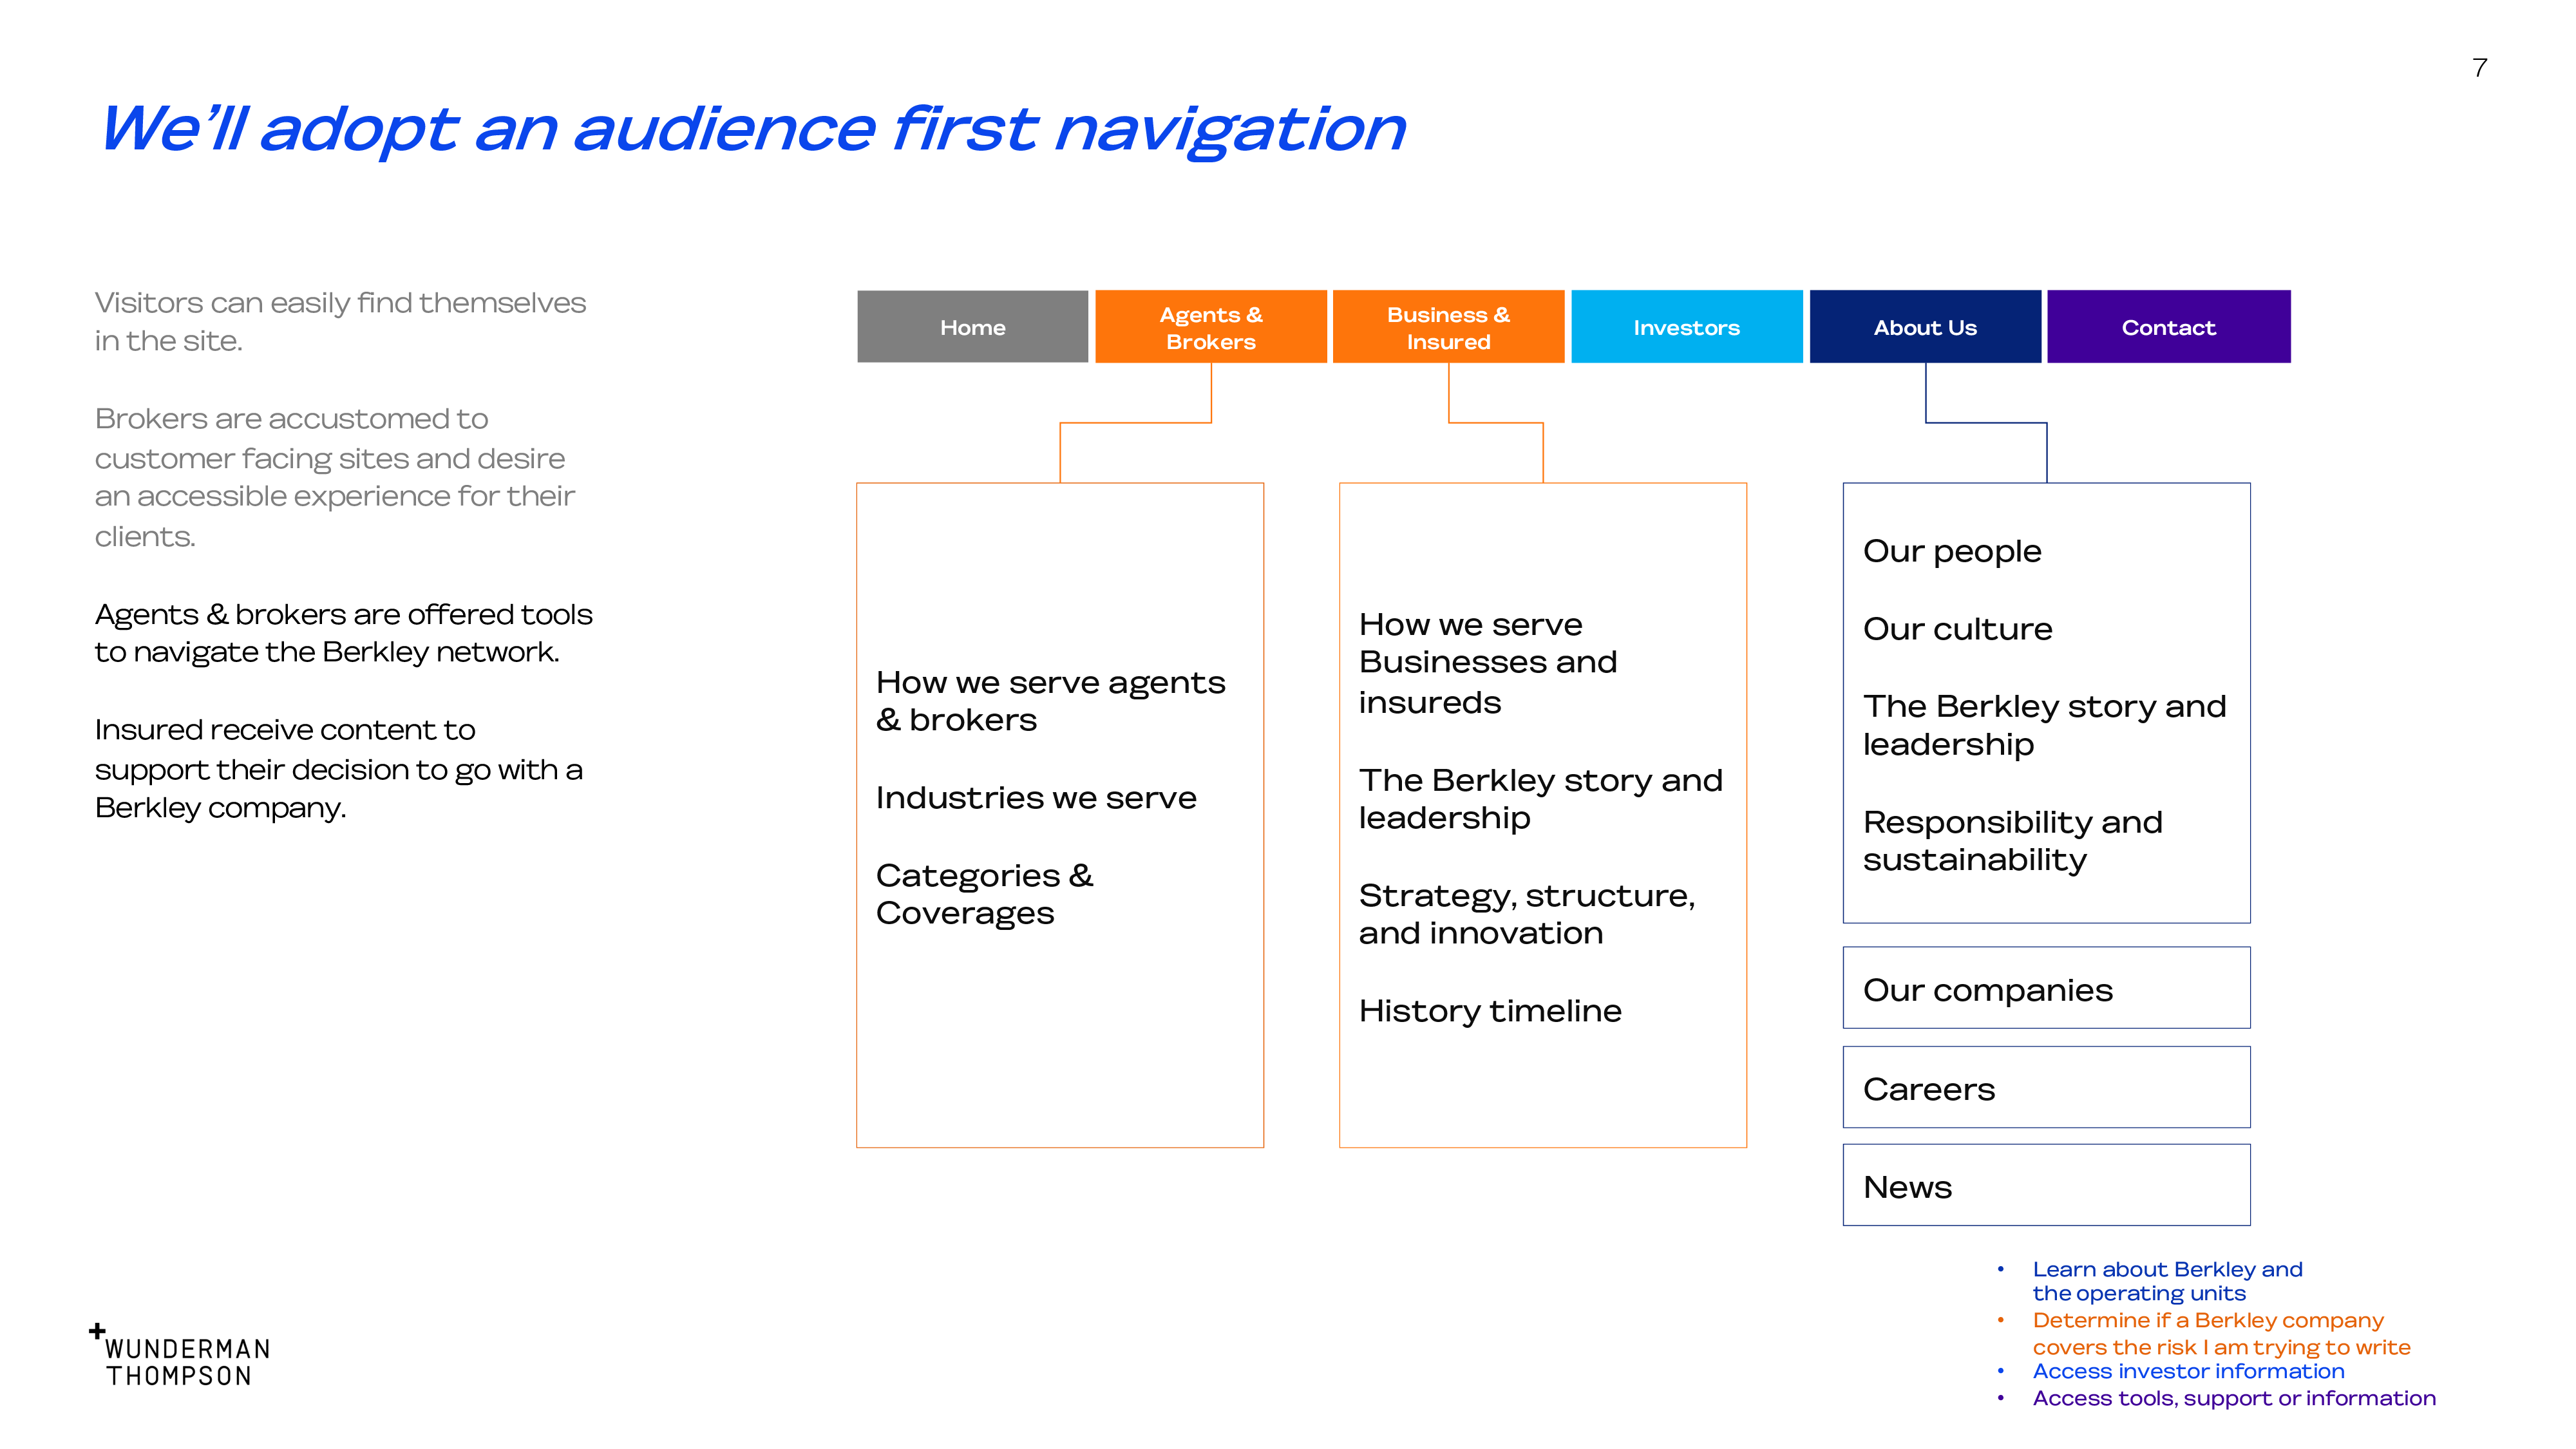 7
We’ll adopt an audience first navigation
Visitors can easily find themselves
in the site.
Brokers are accustomed to
customer facing sites and desire
an accessible experience for their
clients.
Agents & brokers are offered tools
to navigate the Berkley network.
Insured receive content to
support their decision to go with a
Berkley company.
Home
Agents &
Brokers
Business &
Insured
Investors
About Us
Contact
How we serve agents
& brokers
Industries we serve
Categories &
Coverages
How we serve
Businesses and
insureds
The Berkley story and
leadership
Strategy, structure,
and innovation
History timeline
Our people
Our culture
The Berkley story and
leadership
Responsibility and
sustainability
Our companies
Careers
News
• Learn about Berkley and
the operating units
• Determine if a Berkley company
covers the risk I am trying to write
• Access investor information
• Access tools, support or information
+WUNDERMAN
THOMPSON